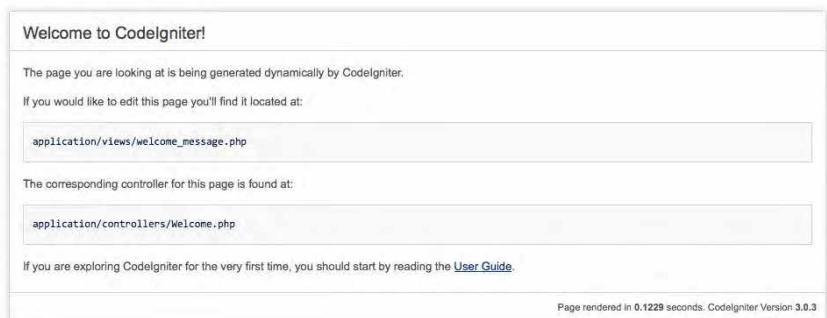 Welcome to CodeIgniter!
The page you are looking at is being generated dynamically by CodeIgniter.
If you would like to edit this page you'll find it located at:
application/views/welcome_message.php
The corresponding controller for this page is found at:
application/controllers/Welcome.php
If you are exploring CodeIgniter for the very first time, you should start by reading the User Guide.
Page rendered in 0.1229 seconds. CodeIgniter Version 3.0.3